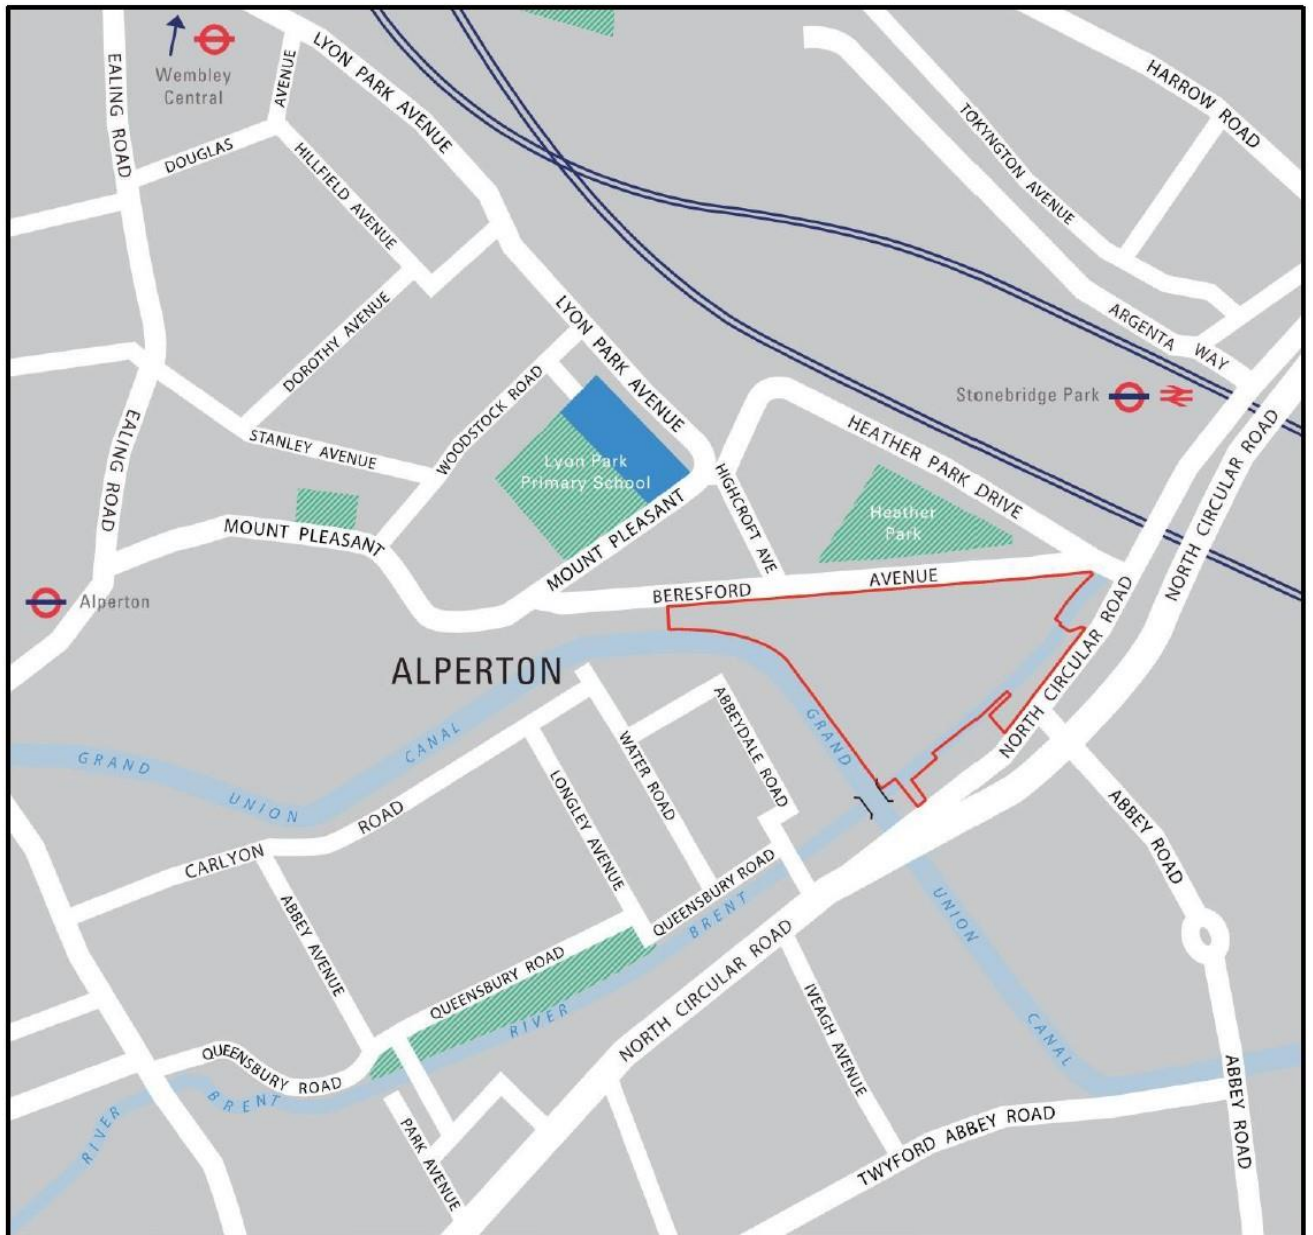 Wembley
Central
EALING ROAD
AVENUE
LYON PARK AVENUE
DOUGLAS
HILLFIELD AVENUE
HARROW ROAD
TOKYNGTON AVENUE
DOROTHY AVENUE
LYON PARK AVENUE
ARGENTA WAY
Stonebridge Park
WOODSTOCK ROAD
STANLEY AVENUE
EALING ROAD
Lyon Park
Primary School
HEATHER PARK DRIVE
HIGHCROFT AVE
Heather
Park
NORTH CIRCULAR ROAD
MOUNT PLEASANT
MOUNT PLEASANT
BERESFORD AVENUE
Alperton
ALPERTON
NORTH CIRCULAR ROAD
GRAND UNION CANAL
GRAND UNION CANAL
WATER ROAD
ABBEYDALE ROAD
LONGLEY AVENUE
CARLYON ROAD
ABBEY ROAD
ABBEY AVENUE
QUEENSBURY ROAD
QUEENSBURY ROAD
RIVER BRENT
NORTH CIRCULAR ROAD
IVEAGH AVENUE
QUEENSBURY ROAD
RIVER BRENT
PARK AVENUE
TWYFORD ABBEY ROAD
ABBEY ROAD